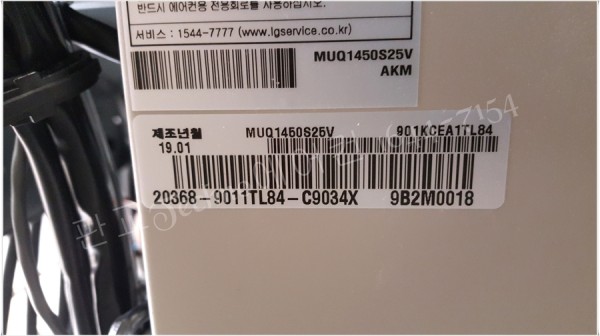 반드시 에어컨용 전용회로를 사용하십시오.
서비스 : 1544-7777 (www.lgservice.co.kr)
MUQ1450S25V
AKM
제조년월 MUQ1450S25V 901KCEA1TL84
19.01
20368-9011TL84-C9034X 9B2M0018